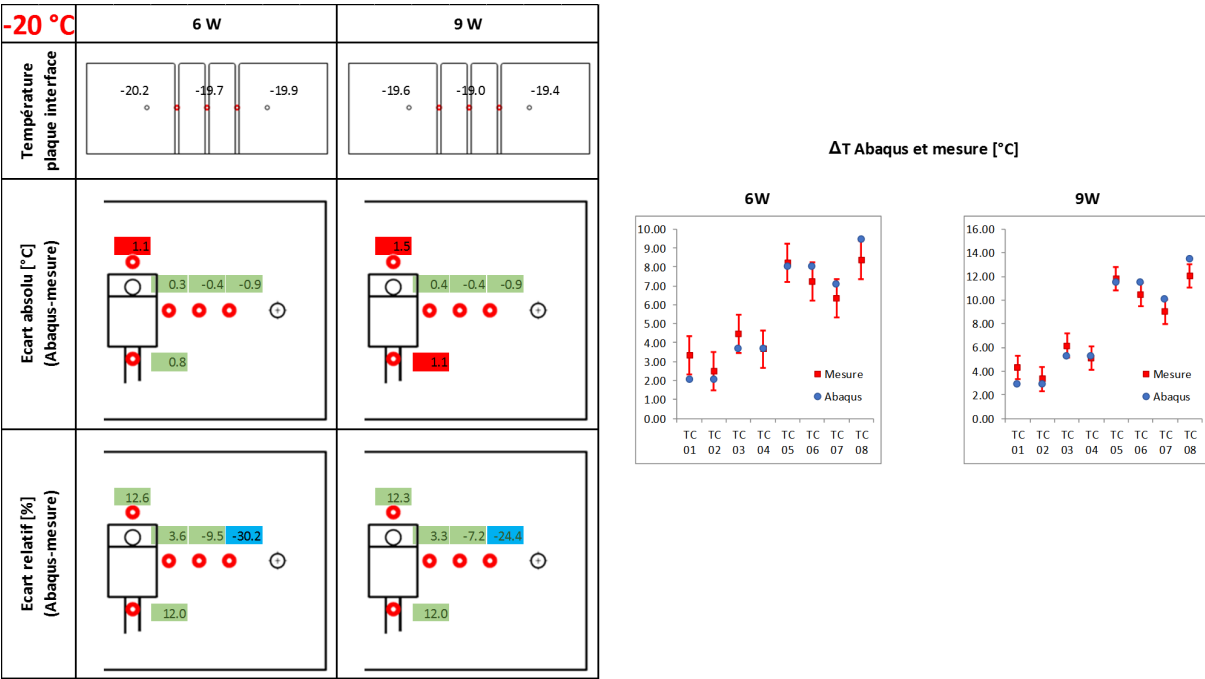 -20 °C
6 W
9 W
Température
plaque interface
-20.2
-19.7
-19.9
-19.6
-19.0
-19.4
Ecart absolu [°C]
(Abaqus-mesure)
1.1
0.3 -0.4 -0.9
0.8
1.5
0.4 -0.4 -0.9
1.1
Ecart relatif [%]
(Abaqus-mesure)
12.6
3.6 -9.5 -30.2
12.0
12.3
3.3 -7.2 -24.4
12.0
ΔT Abaqus et mesure [°C]
6W
10.00
9.00
8.00
7.00
6.00
5.00
4.00
3.00
2.00
1.00
0.00
TC TC TC TC TC TC TC TC
01 02 03 04 05 06 07 08
Mesure
Abaqus
9W
16.00
14.00
12.00
10.00
8.00
6.00
4.00
2.00
0.00
TC TC TC TC TC TC TC TC
01 02 03 04 05 06 07 08
Mesure
Abaqus